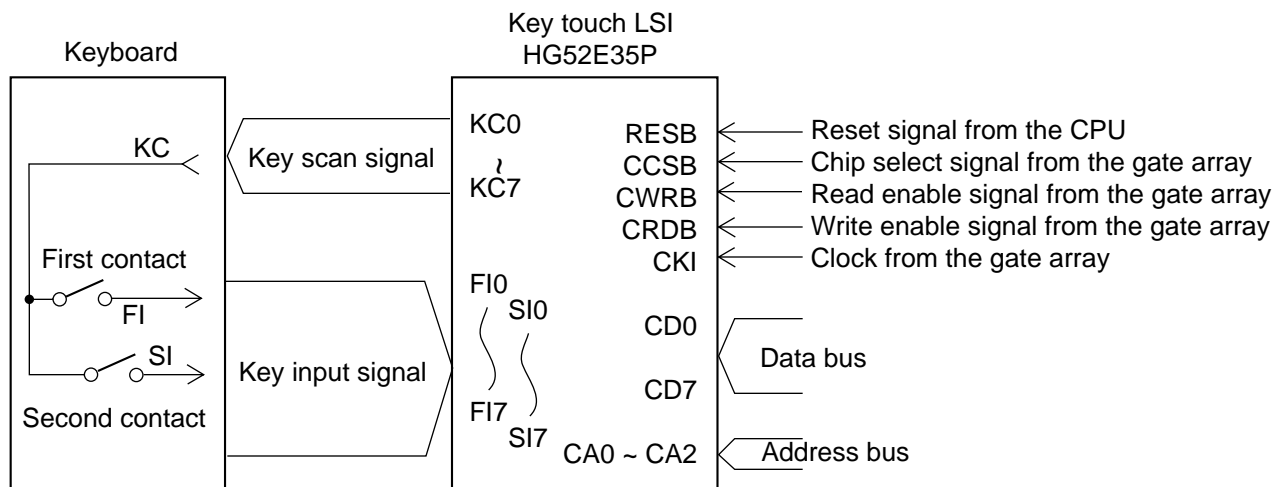 Key touch LSI
HG52E35P
Keyboard
KC
Key scan signal
KC0
~
KC7
RESB
Reset signal from the CPU
CCSB
Chip select signal from the gate array
CWRB
Read enable signal from the gate array
CRDB
Write enable signal from the gate array
CKI
Clock from the gate array
First contact
FI
SI
Second contact
Key input signal
FI0
SI0
FI7
SI7
CD0
CD7
Data bus
CA0 ~ CA2
Address bus